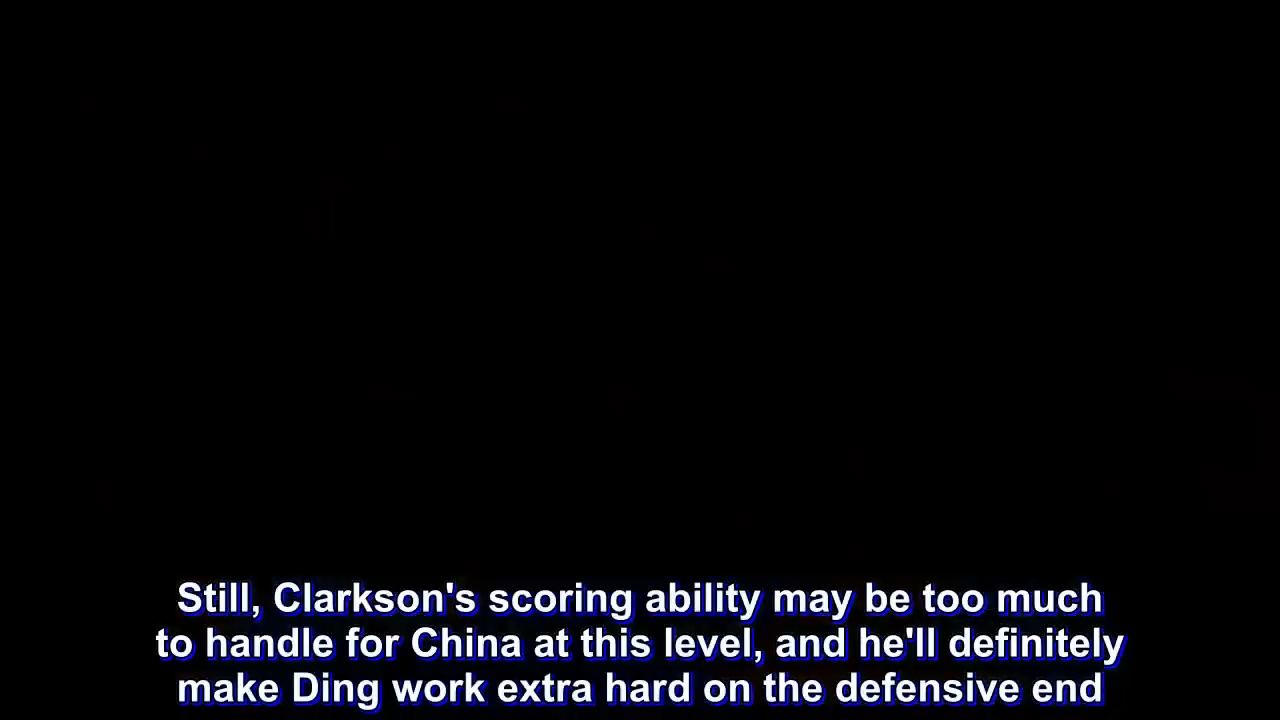 Still, Clarkson's scoring ability may be too much
to handle for China at this level, and he'll definitely
make Ding work extra hard on the defensive end